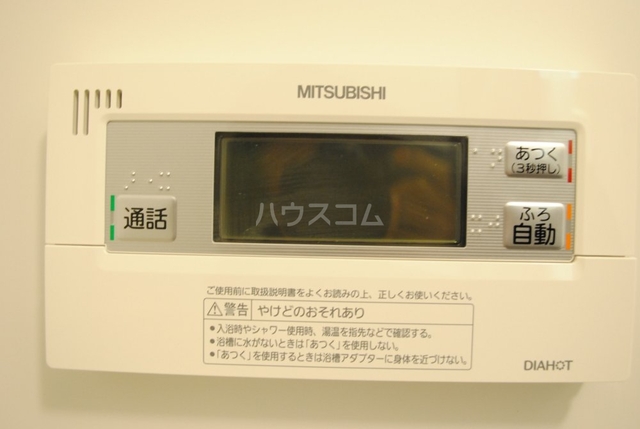 MITSUBISHI
あつく
(3秒押し)
通話
ハウスコム
ふろ
自動
ご使用前に取扱説明書をよくお読みの上、正しくお使いください。
⚠警告 やけどのおそれあり
●入浴時やシャワー使用時、湯温を指先などで確認する。
●浴槽に水がないときは「あつく」を使用しない。
●「あつく」を使用するときは浴槽アダプターに身体を近づけない。
DIAHOT